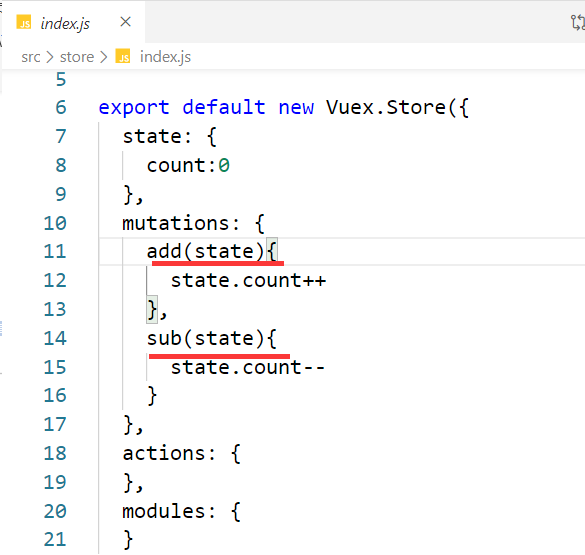 JS index.js ×
src > store > JS index.js
5
6 export default new Vuex.Store({
7   state: {
8     count:0
9   },
10   mutations: {
11     add(state){
12       state.count++
13     },
14     sub(state){
15       state.count--
16     }
17   },
18   actions: {
19   },
20   modules: {
21   }